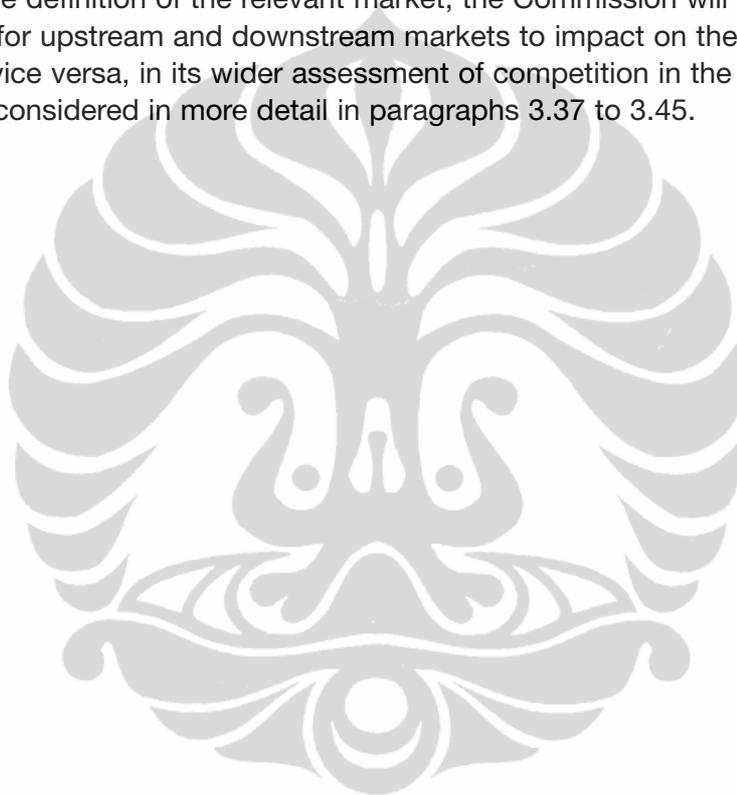 e definition of the relevant market, the Commission will
for upstream and downstream markets to impact on the
vice versa, in its wider assessment of competition in the
considered in more detail in paragraphs 3.37 to 3.45.